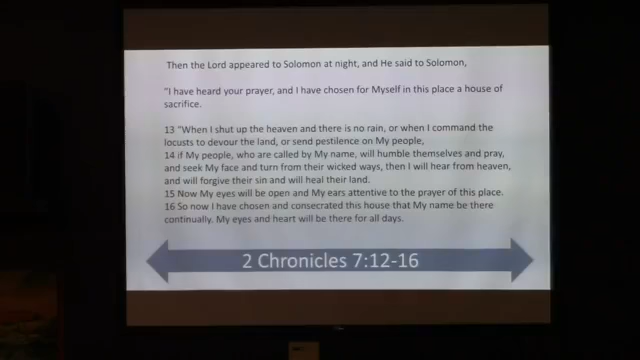 Then the Lord appeared to Solomon at night, and He said to Solomon,
"I have heard your prayer, and I have chosen for Myself in this place a house of
sacrifice.
13 "When I shut up the heaven and there is no rain, or when I command the
locusts to devour the land, or send pestilence on My people,
14 if My people, who are called by My name, will humble themselves and pray,
and seek My face and turn from their wicked ways, then I will hear from heaven,
and will forgive their sin and will heal their land.
15 Now My eyes will be open and My ears attentive to the prayer of this place.
16 So now I have chosen and consecrated this house that My name be there
continually. My eyes and heart will be there for all days.
2 Chronicles 7:12-16